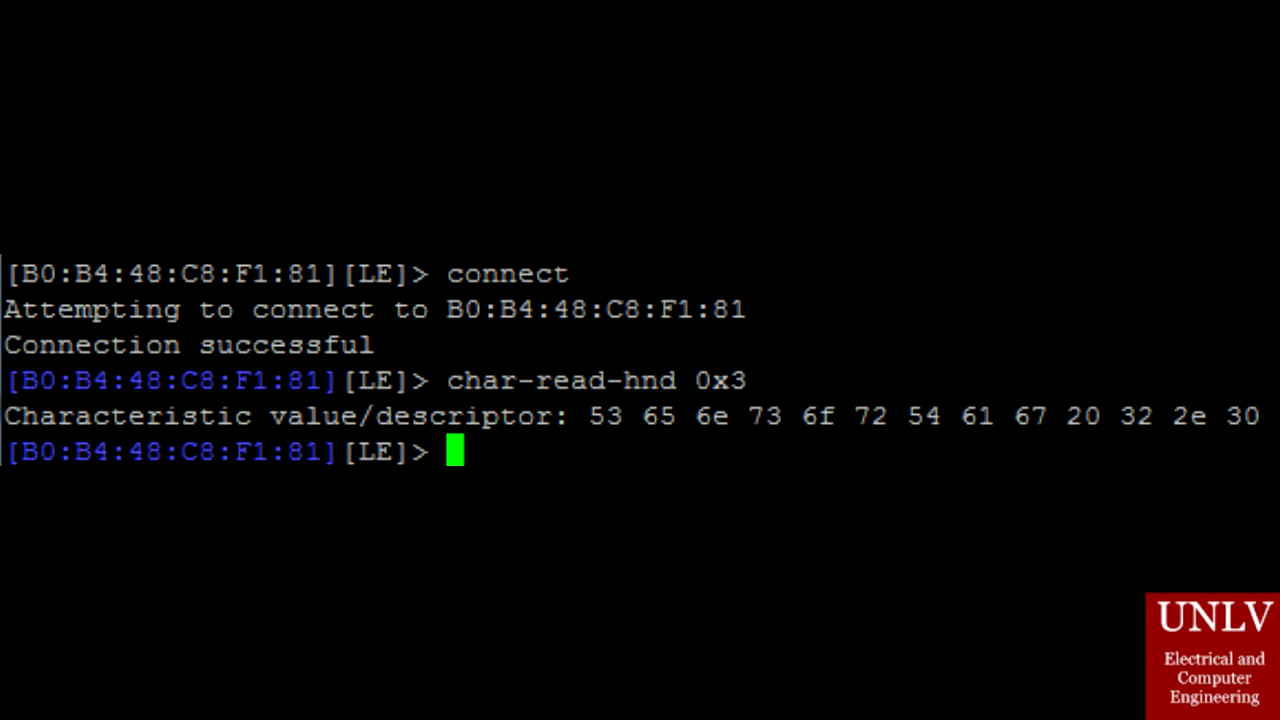 [B0:B4:48:C8:F1:81][LE]> connect
Attempting to connect to B0:B4:48:C8:F1:81
Connection successful
[B0:B4:48:C8:F1:81][LE]> char-read-hnd 0x3
Characteristic value/descriptor: 53 65 6e 73 6f 72 54 61 67 20 32 2e 30
[B0:B4:48:C8:F1:81][LE]>
UNLV
Electrical and
Computer
Engineering